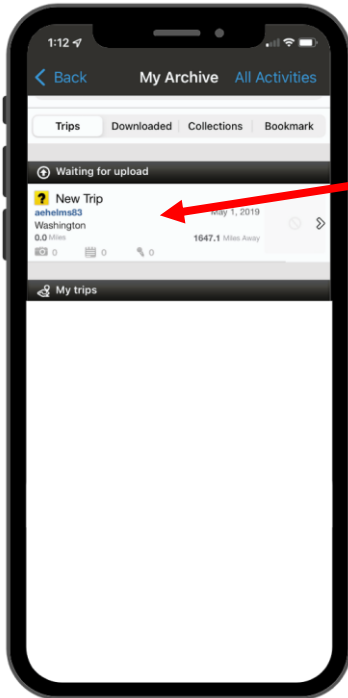 1:12
Back My Archive All Activities
Trips Downloaded Collections Bookmark
Waiting for upload
? New Trip
aehelms83 May 1, 2019
Washington
0.0 Miles 1647.1 Miles Away
0 0 0
My trips